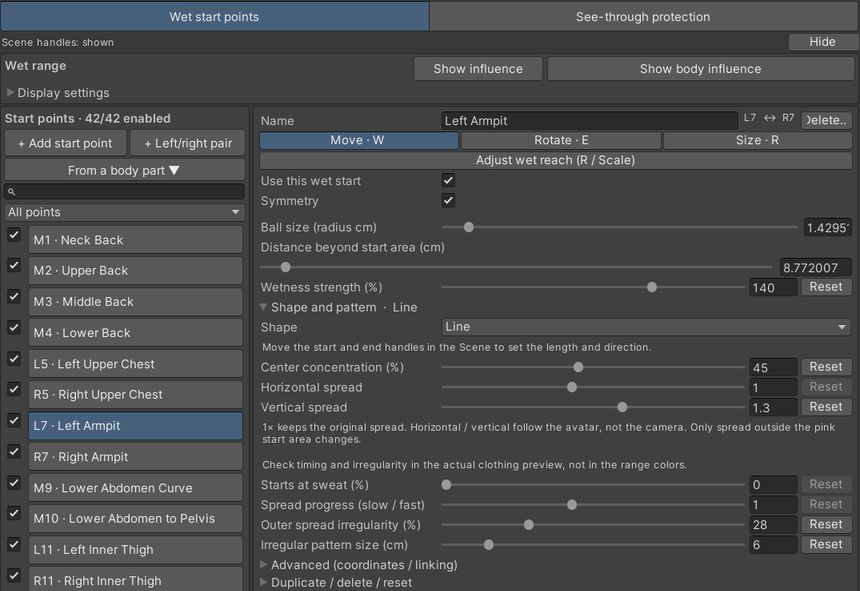 Wet start points
See-through protection
Scene handles: shown
Hide
Wet range
Show influence
Show body influence
Display settings
Start points · 42/42 enabled
+ Add start point
+ Left/right pair
From a body part ▼
All points
M1 · Neck Back
M2 · Upper Back
M3 · Middle Back
M4 · Lower Back
L5 · Left Upper Chest
R5 · Right Upper Chest
L7 · Left Armpit
R7 · Right Armpit
M9 · Lower Abdomen Curve
M10 · Lower Abdomen to Pelvis
L11 · Left Inner Thigh
R11 · Right Inner Thigh
Name
Left Armpit
L7 ↔ R7
Delete..
Move · W
Rotate · E
Size · R
Adjust wet reach (R / Scale)
Use this wet start
Symmetry
Ball size (radius cm)
1.4295
Distance beyond start area (cm)
8.772007
Wetness strength (%)
140
Reset
Shape and pattern · Line
Shape
Line
Move the start and end handles in the Scene to set the length and direction.
Center concentration (%)
45
Reset
Horizontal spread
1
Reset
Vertical spread
1.3
Reset
1× keeps the original spread. Horizontal / vertical follow the avatar, not the camera. Only spread outside the pink
start area changes.
Check timing and irregularity in the actual clothing preview, not in the range colors.
Starts at sweat (%)
0
Reset
Spread progress (slow / fast)
1
Reset
Outer spread irregularity (%)
28
Reset
Irregular pattern size (cm)
6
Reset
Advanced (coordinates / linking)
Duplicate / delete / reset